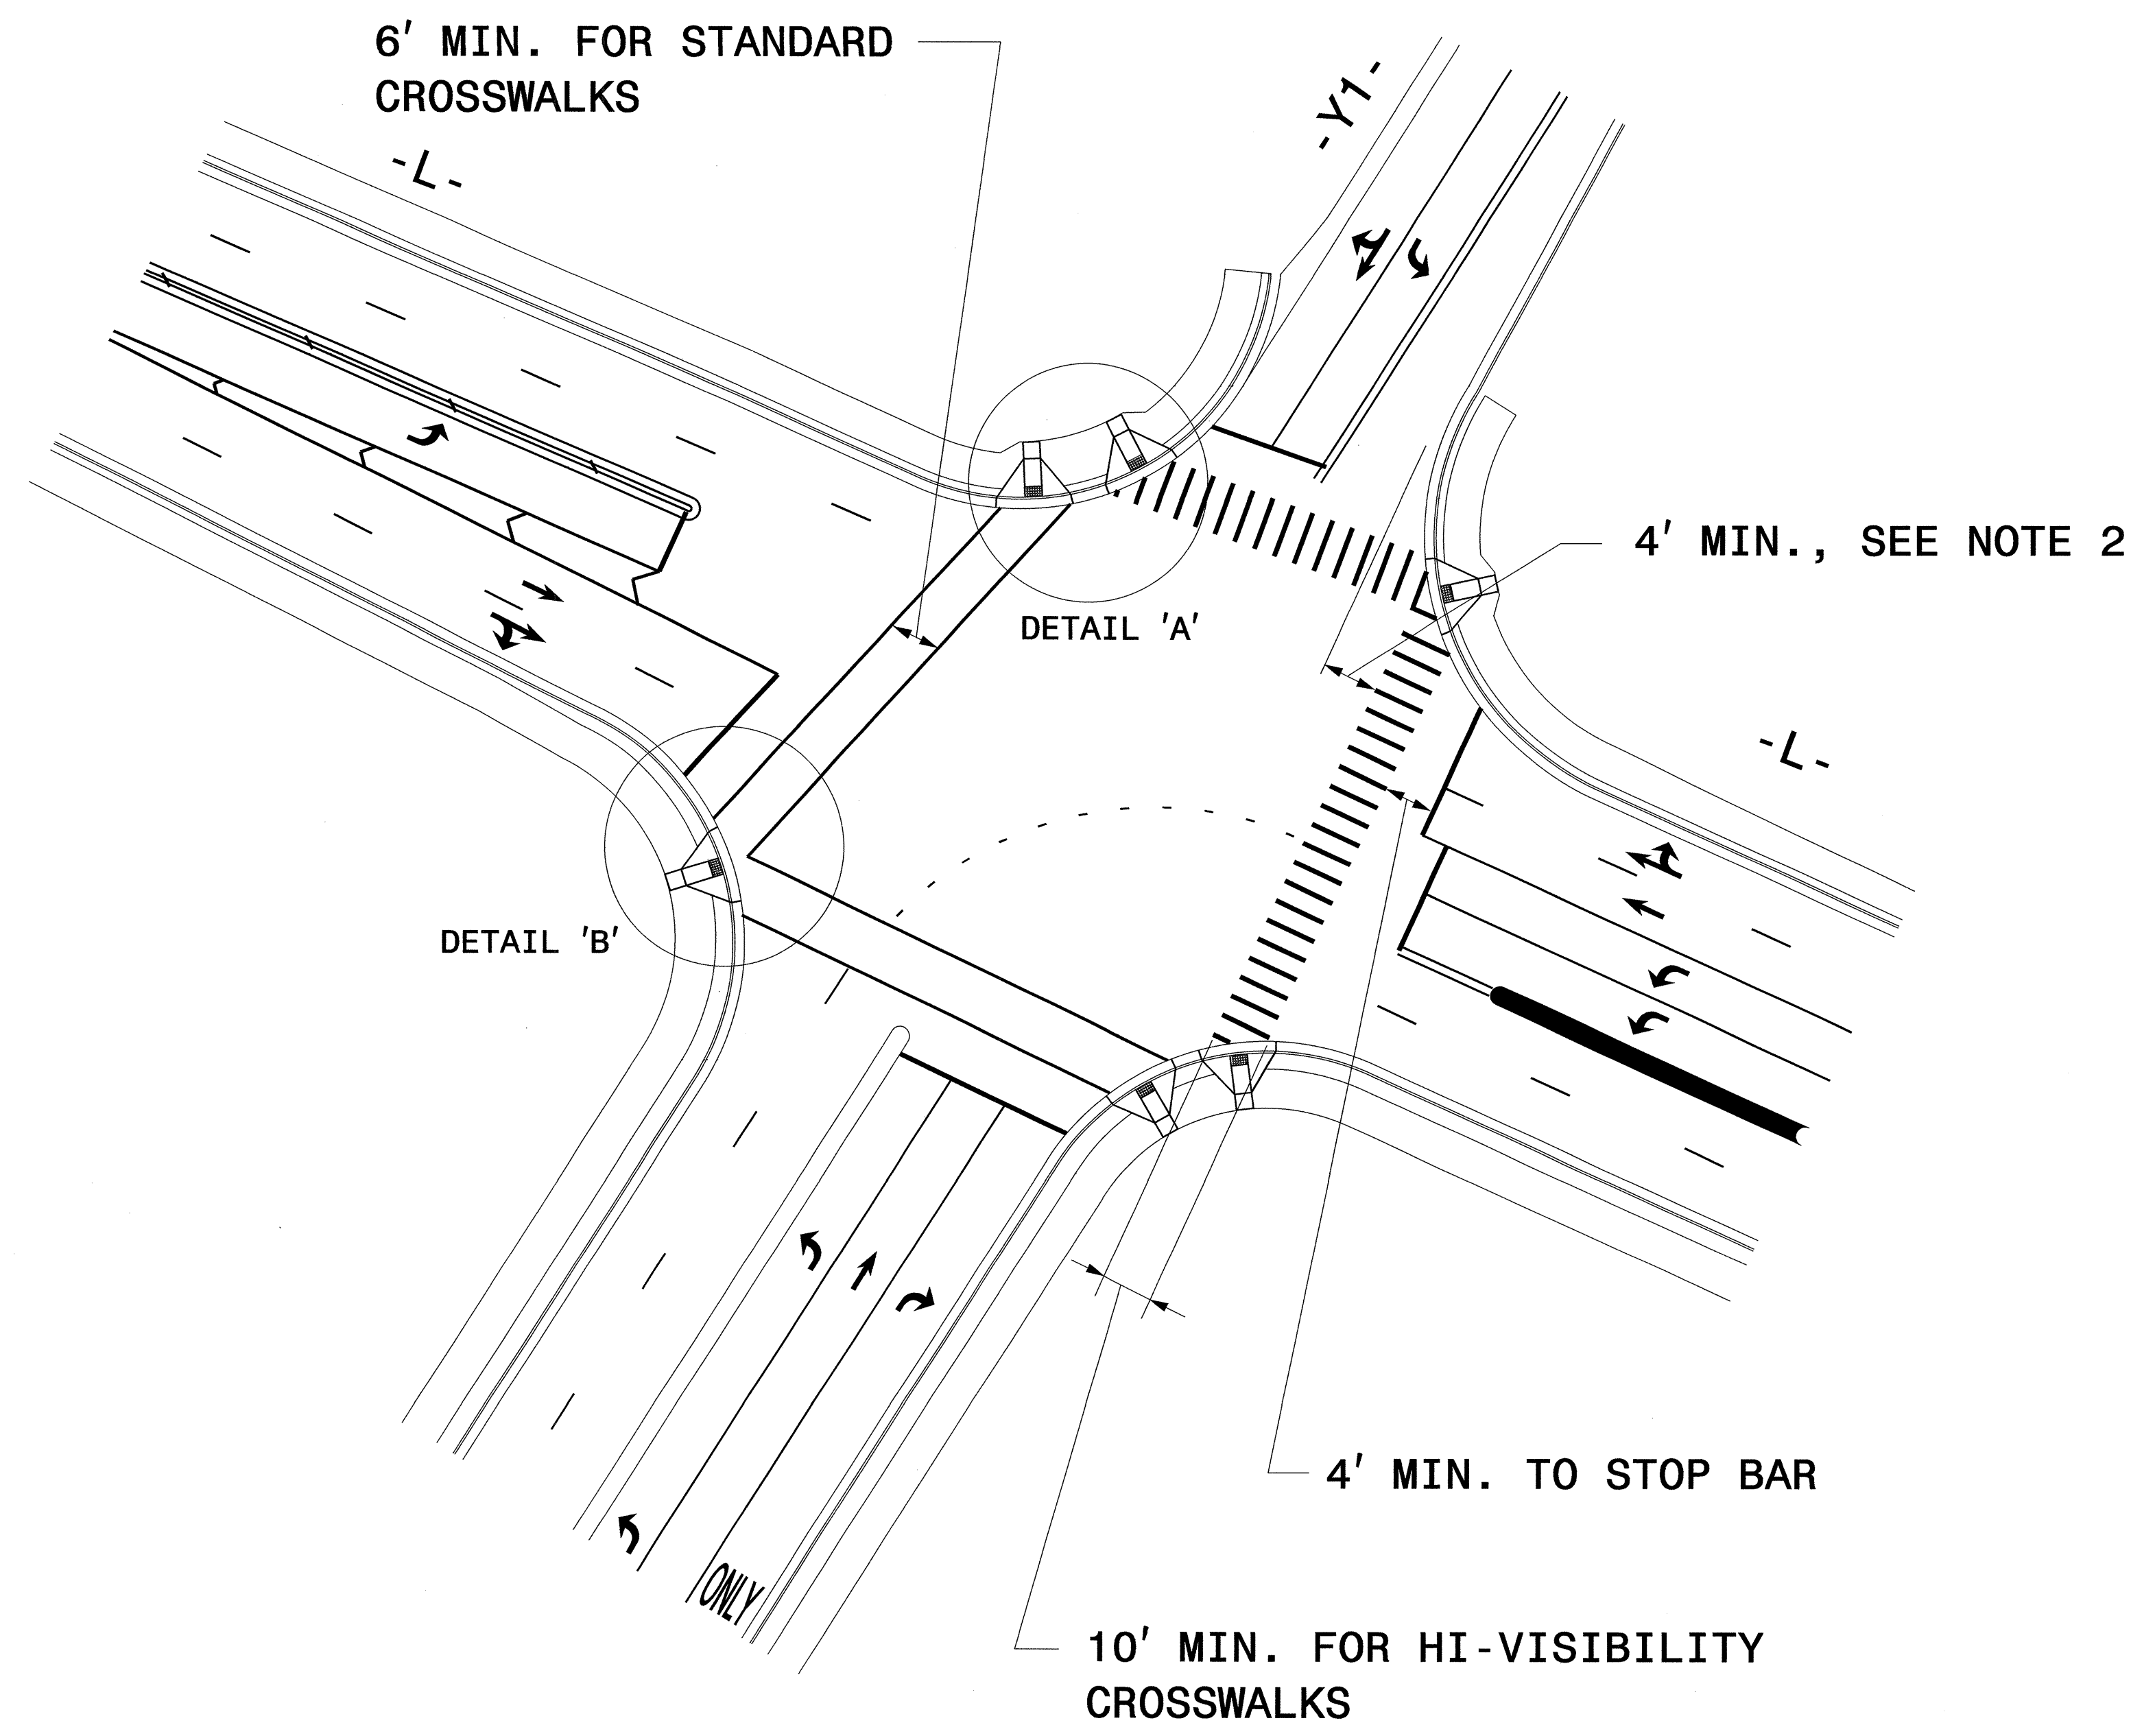 6' MIN. FOR STANDARD
CROSSWALKS
-Y1-
-L-
4' MIN., SEE NOTE 2
DETAIL 'A'
-L-
DETAIL 'B'
4' MIN. TO STOP BAR
ONLY
10' MIN. FOR HI-VISIBILITY
CROSSWALKS